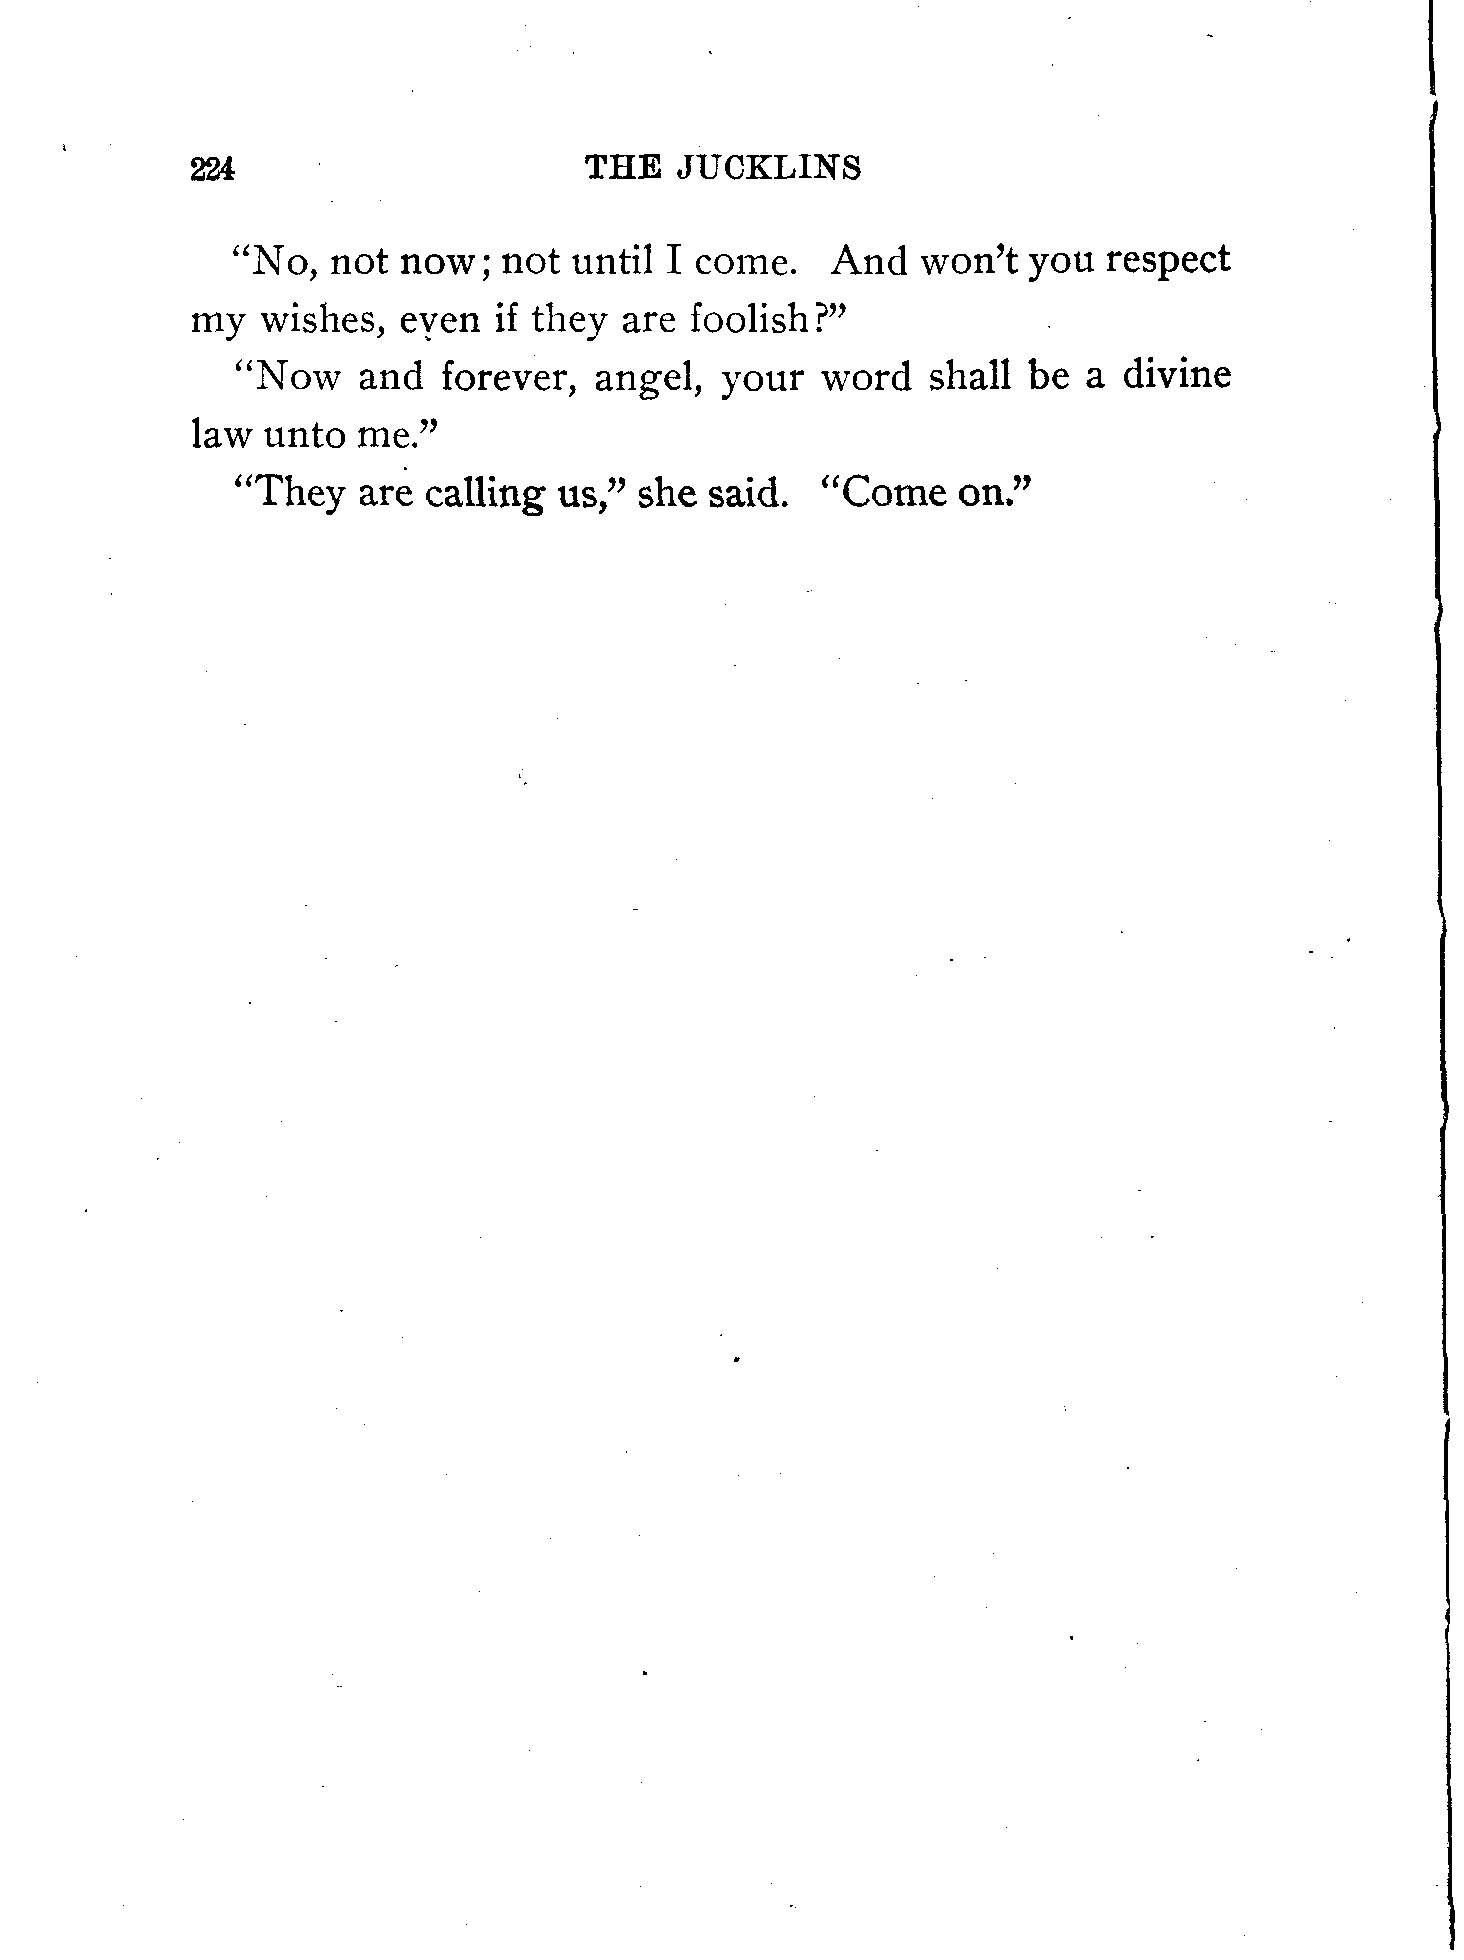 224 THE JUCKLINS
“No, not now; not until I come. And won’t you respect
my wishes, even if they are foolish?”
“Now and forever, angel, your word shall be a divine
law unto me.”
“They are calling us,” she said. “Come on.”